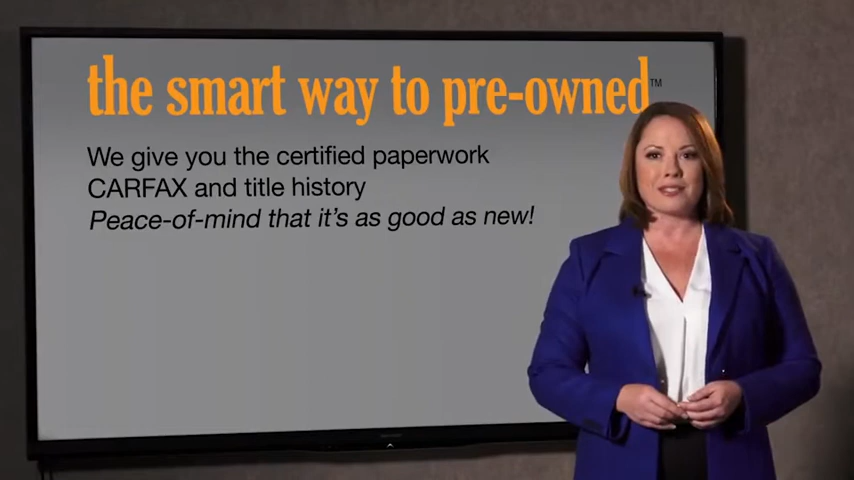 the smart way to pre-owned™
We give you the certified paperwork
CARFAX and title history
Peace-of-mind that it's as good as new!